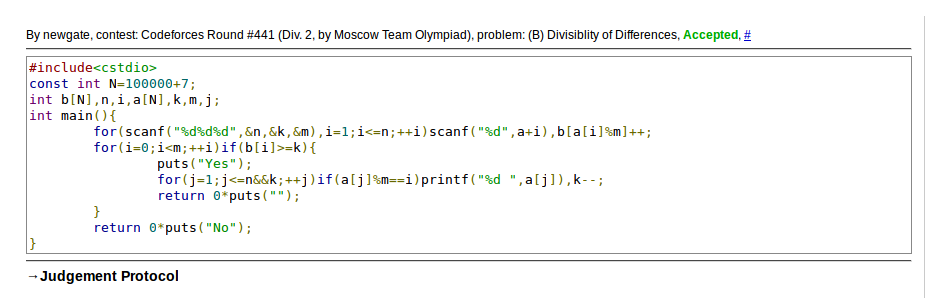 By newgate, contest: Codeforces Round #441 (Div. 2, by Moscow Team Olympiad), problem: (B) Divisiblity of Differences, Accepted, #
#include<cstdio>
const int N=100000+7;
int b[N],n,i,a[N],k,m,j;
int main(){
        for(scanf("%d%d%d",&n,&k,&m),i=1;i<=n;++i)scanf("%d",a+i),b[a[i]%m]++;
        for(i=0;i<m;++i)if(b[i]>=k){
                puts("Yes");
                for(j=1;j<=n&&k;++j)if(a[j]%m==i)printf("%d ",a[j]),k--;
                return 0*puts("");
        }
        return 0*puts("No");
}
→Judgement Protocol